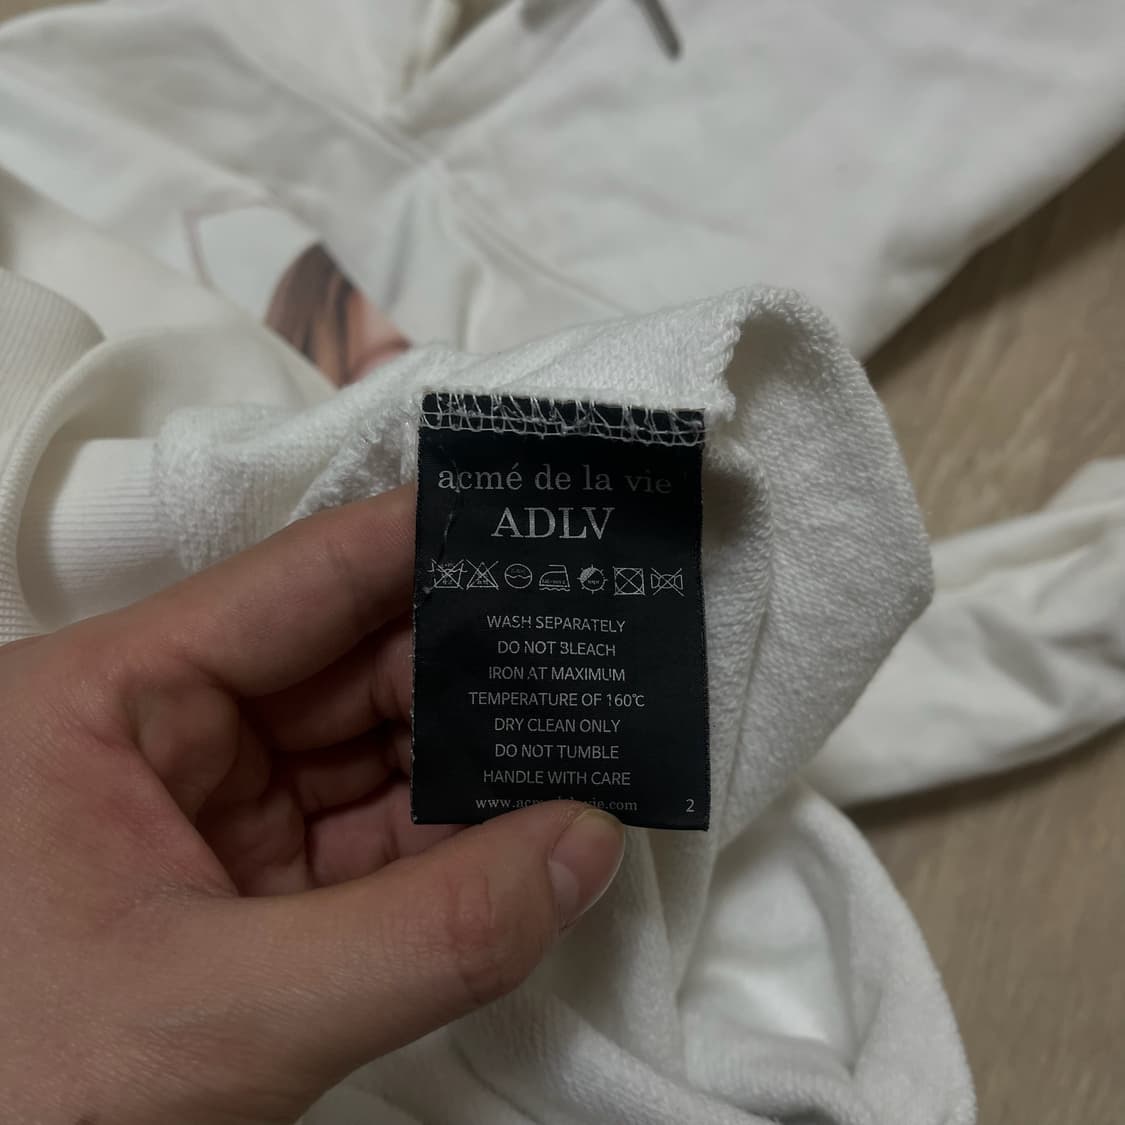 acmé de la vie
ADLV
WASH SEPARATELY
DO NOT BLEACH
IRON AT MAXIMUM
TEMPERATURE OF 160℃
DRY CLEAN ONLY
DO NOT TUMBLE
HANDLE WITH CARE
2